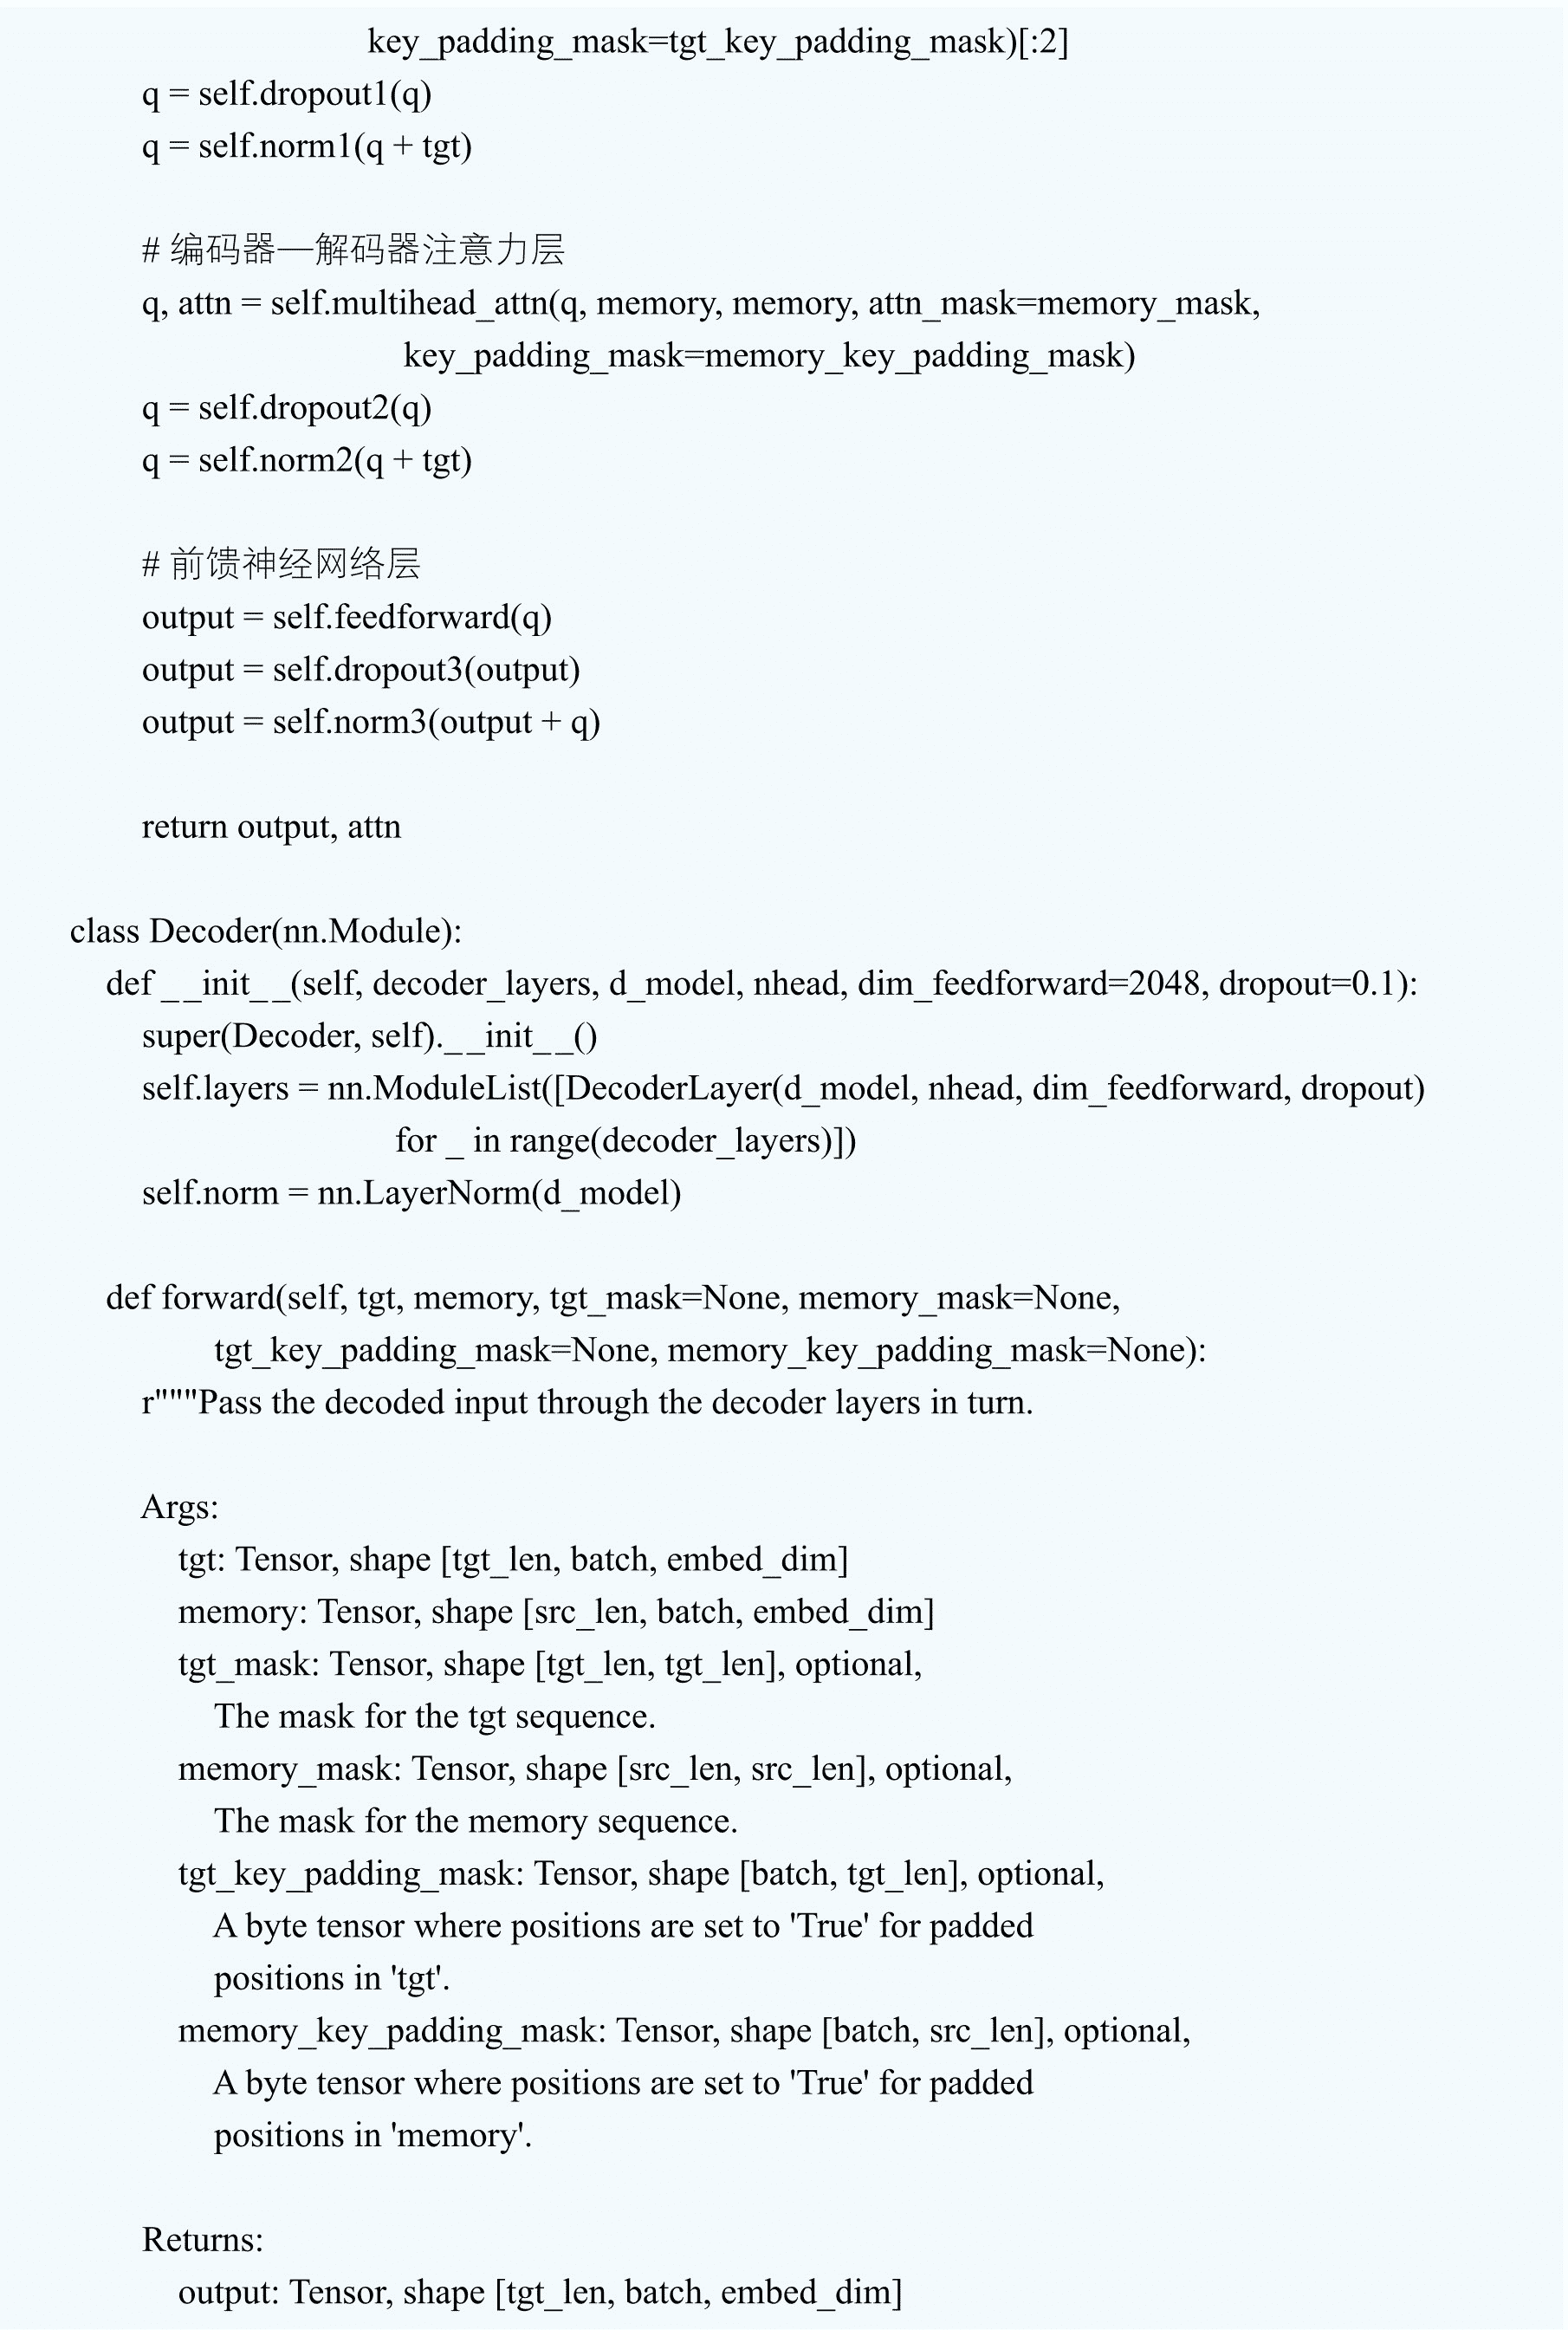 key_padding_mask=tgt_key_padding_mask)[:2]
q = self.dropout1(q)
q = self.norm1(q + tgt)
# 编码器—解码器注意力层
q, attn = self.multihead_attn(q, memory, memory, attn_mask=memory_mask,
key_padding_mask=memory_key_padding_mask)
q = self.dropout2(q)
q = self.norm2(q + tgt)
# 前馈神经网络层
output = self.feedforward(q)
output = self.dropout3(output)
output = self.norm3(output + q)
return output, attn
class Decoder(nn.Module):
def __init__(self, decoder_layers, d_model, nhead, dim_feedforward=2048, dropout=0.1):
super(Decoder, self).__init__()
self.layers = nn.ModuleList([DecoderLayer(d_model, nhead, dim_feedforward, dropout)
for _ in range(decoder_layers)])
self.norm = nn.LayerNorm(d_model)
def forward(self, tgt, memory, tgt_mask=None, memory_mask=None,
tgt_key_padding_mask=None, memory_key_padding_mask=None):
r"""Pass the decoded input through the decoder layers in turn.
Args:
tgt: Tensor, shape [tgt_len, batch, embed_dim]
memory: Tensor, shape [src_len, batch, embed_dim]
tgt_mask: Tensor, shape [tgt_len, tgt_len], optional,
The mask for the tgt sequence.
memory_mask: Tensor, shape [src_len, src_len], optional,
The mask for the memory sequence.
tgt_key_padding_mask: Tensor, shape [batch, tgt_len], optional,
A byte tensor where positions are set to 'True' for padded
positions in 'tgt'.
memory_key_padding_mask: Tensor, shape [batch, src_len], optional,
A byte tensor where positions are set to 'True' for padded
positions in 'memory'.
Returns:
output: Tensor, shape [tgt_len, batch, embed_dim]